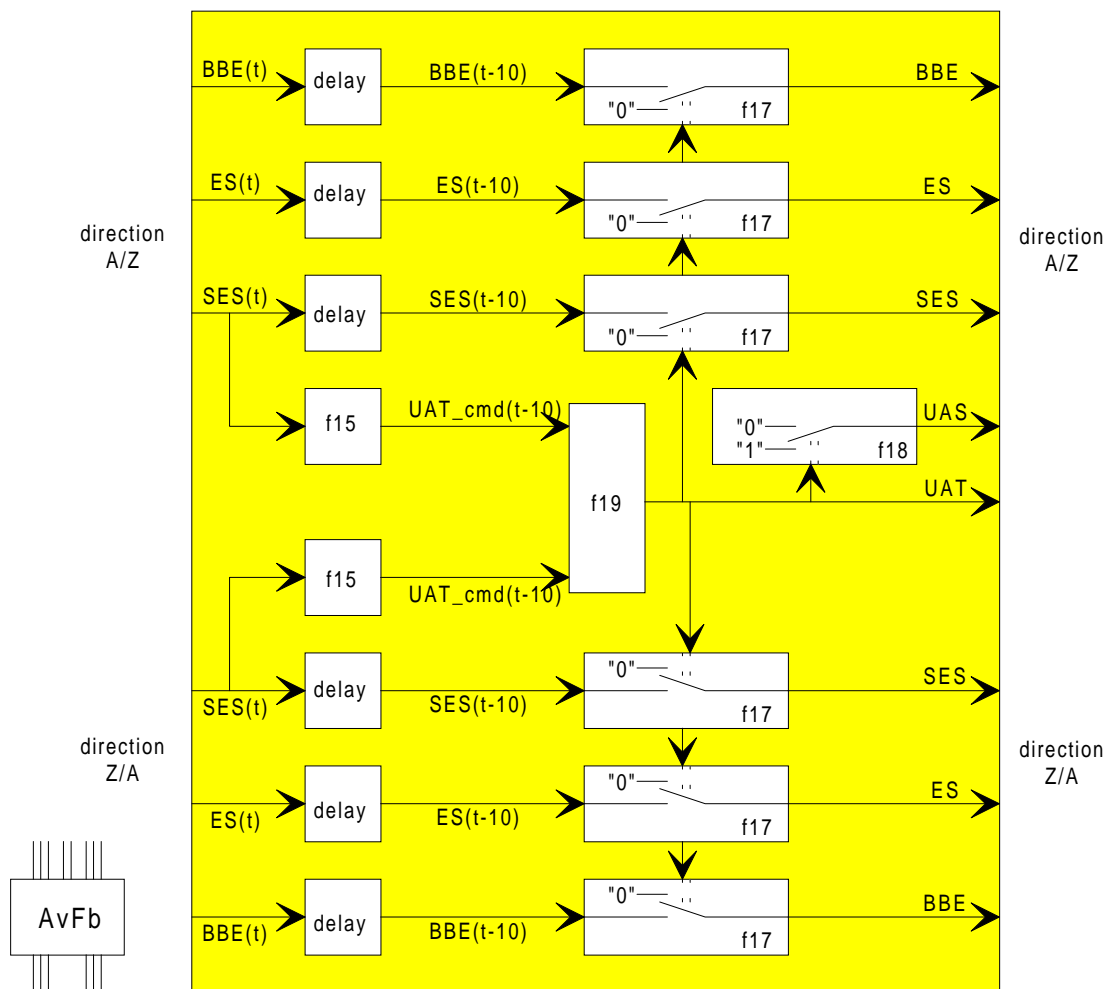 BBE(t)
delay
BBE(t-10)
"0"
f17
BBE
ES(t)
delay
ES(t-10)
"0"
f17
ES
direction
A/Z
direction
A/Z
SES(t)
delay
SES(t-10)
"0"
f17
SES
f15
UAT_cmd(t-10)
"0"
"1"
f18
UAS
f19
UAT
f15
UAT_cmd(t-10)
SES(t)
delay
SES(t-10)
"0"
f17
SES
direction
Z/A
direction
Z/A
ES(t)
delay
ES(t-10)
"0"
f17
ES
AvFb
BBE(t)
delay
BBE(t-10)
"0"
f17
BBE